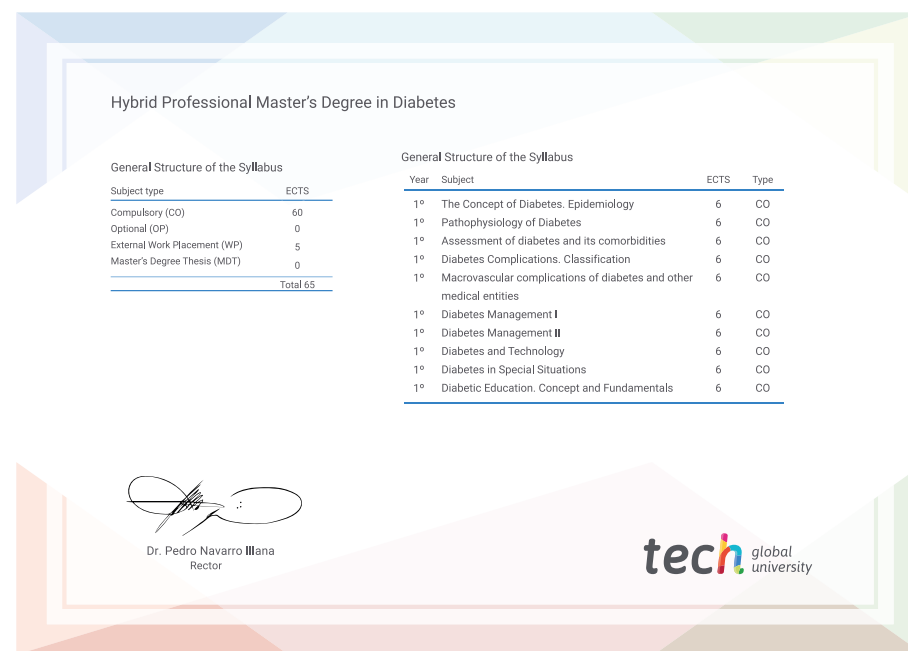 Hybrid Professional Master’s Degree in Diabetes
General Structure of the Syllabus
Subject type ECTS
Compulsory (CO) 60
Optional (OP) 0
External Work Placement (WP) 5
Master’s Degree Thesis (MDT) 0
Total 65
General Structure of the Syllabus
Year Subject ECTS Type
1º The Concept of Diabetes. Epidemiology 6 CO
1º Pathophysiology of Diabetes 6 CO
1º Assessment of diabetes and its comorbidities 6 CO
1º Diabetes Complications. Classification 6 CO
1º Macrovascular complications of diabetes and other 6 CO
medical entities
1º Diabetes Management I 6 CO
1º Diabetes Management II 6 CO
1º Diabetes and Technology 6 CO
1º Diabetes in Special Situations 6 CO
1º Diabetic Education. Concept and Fundamentals 6 CO
Dr. Pedro Navarro Illana
Rector
tech global
university